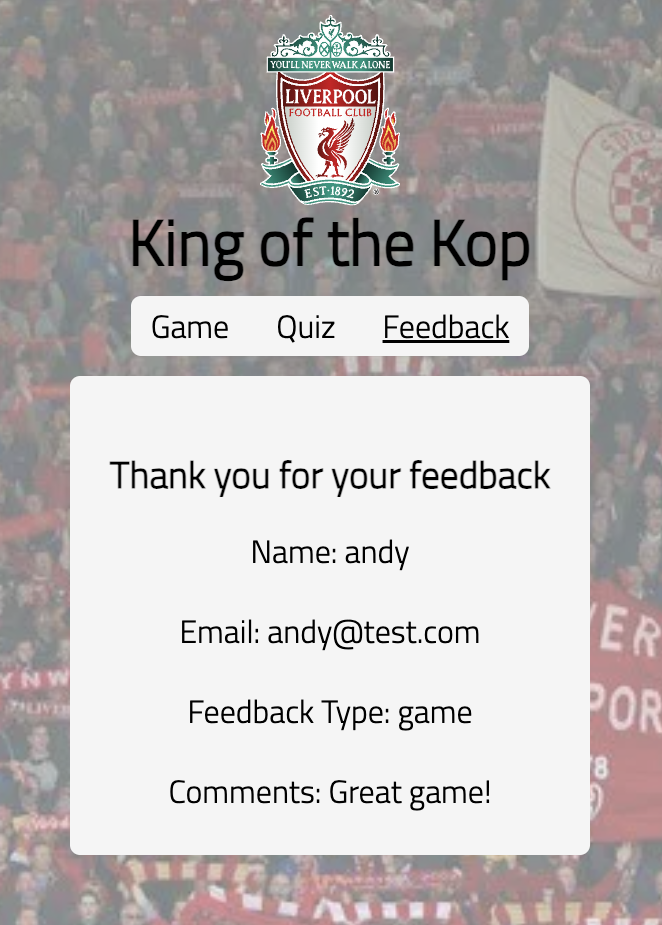 YOU'LL NEVER WALK ALONE
LIVERPOOL
FOOTBALL CLUB
EST·1892
King of the Kop
Game Quiz Feedback
Thank you for your feedback
Name: andy
Email: andy@test.com
Feedback Type: game
Comments: Great game!